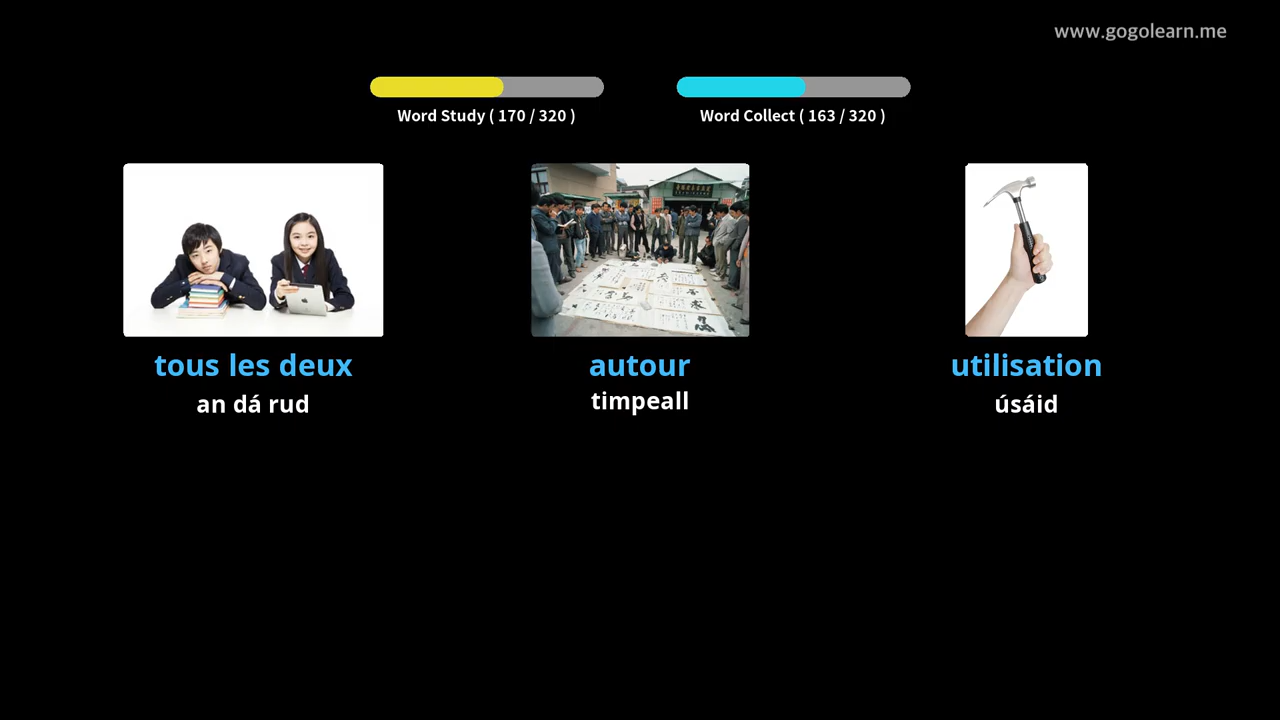 www.gogolearn.me
Word Study ( 170 / 320 )
Word Collect ( 163 / 320 )
tous les deux
an dá rud
autour
timpeall
utilisation
úsáid